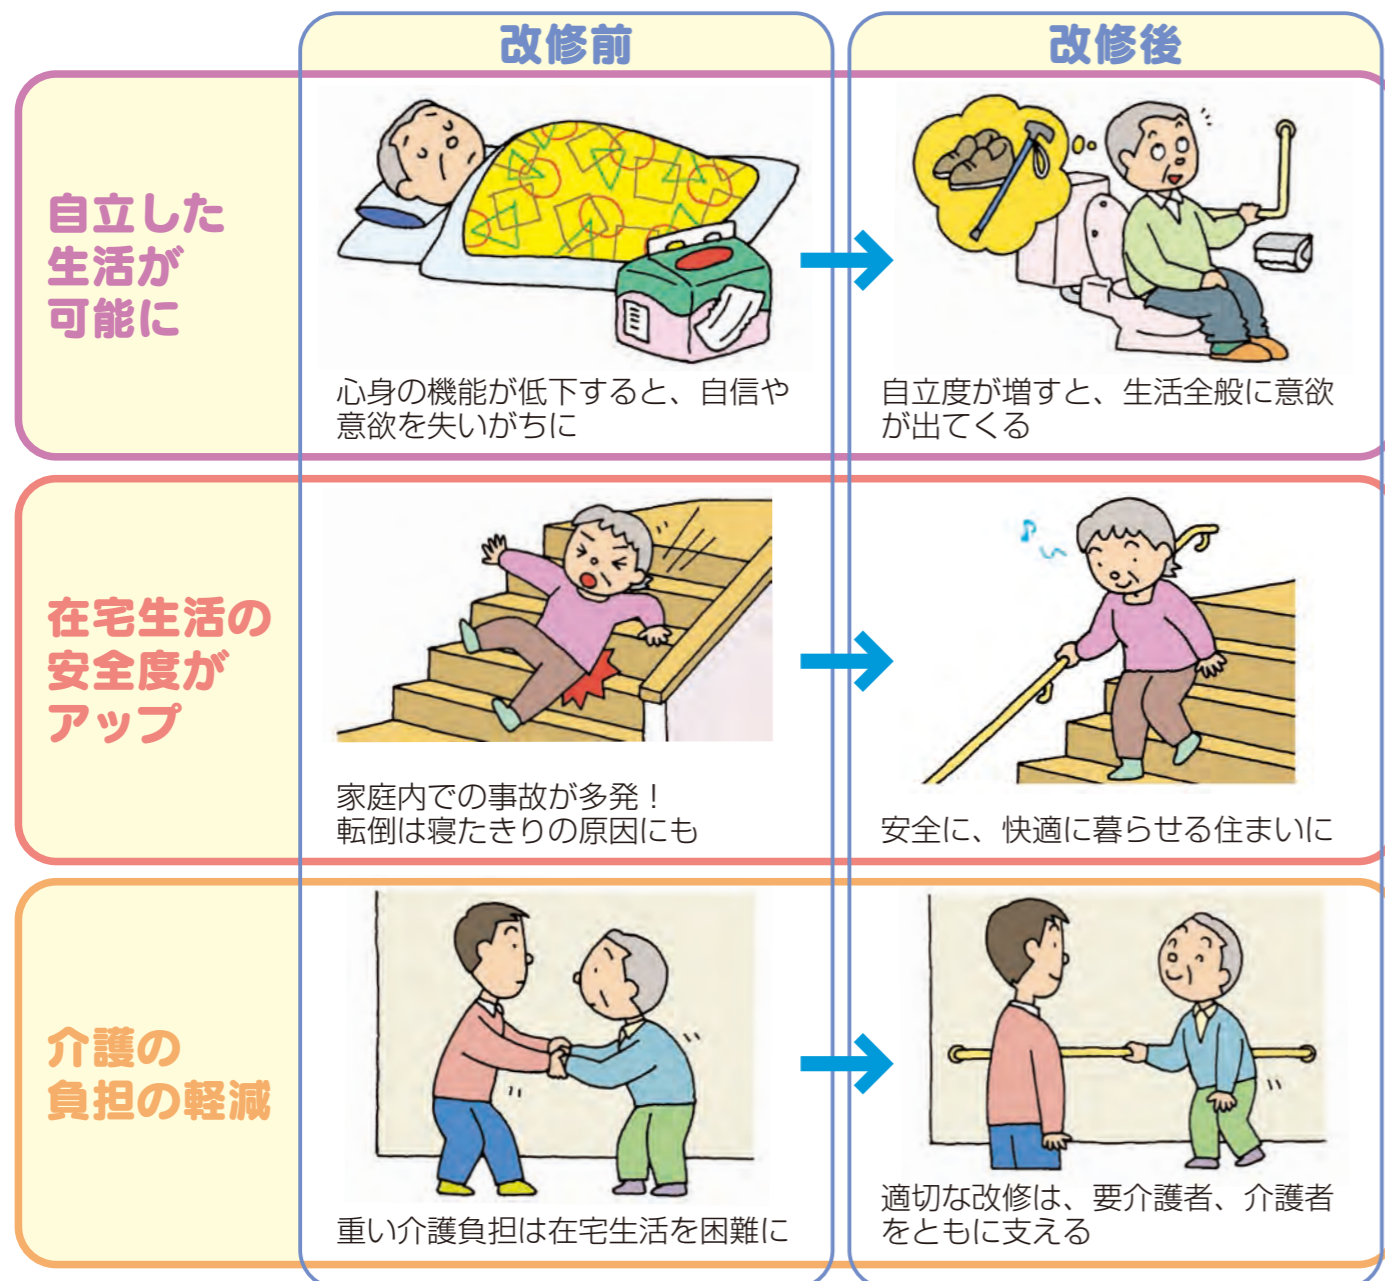 改修前
改修後
自立した
生活が
可能に
心身の機能が低下すると、自信や
意欲を失いがちに
自立度が増すと、生活全般に意欲
が出てくる
在宅生活の
安全度が
アップ
家庭内での事故が多発！
転倒は寝たきりの原因にも
安全に、快適に暮らせる住まいに
介護の
負担の軽減
重い介護負担は在宅生活を困難に
適切な改修は、要介護者、介護者
をともに支える